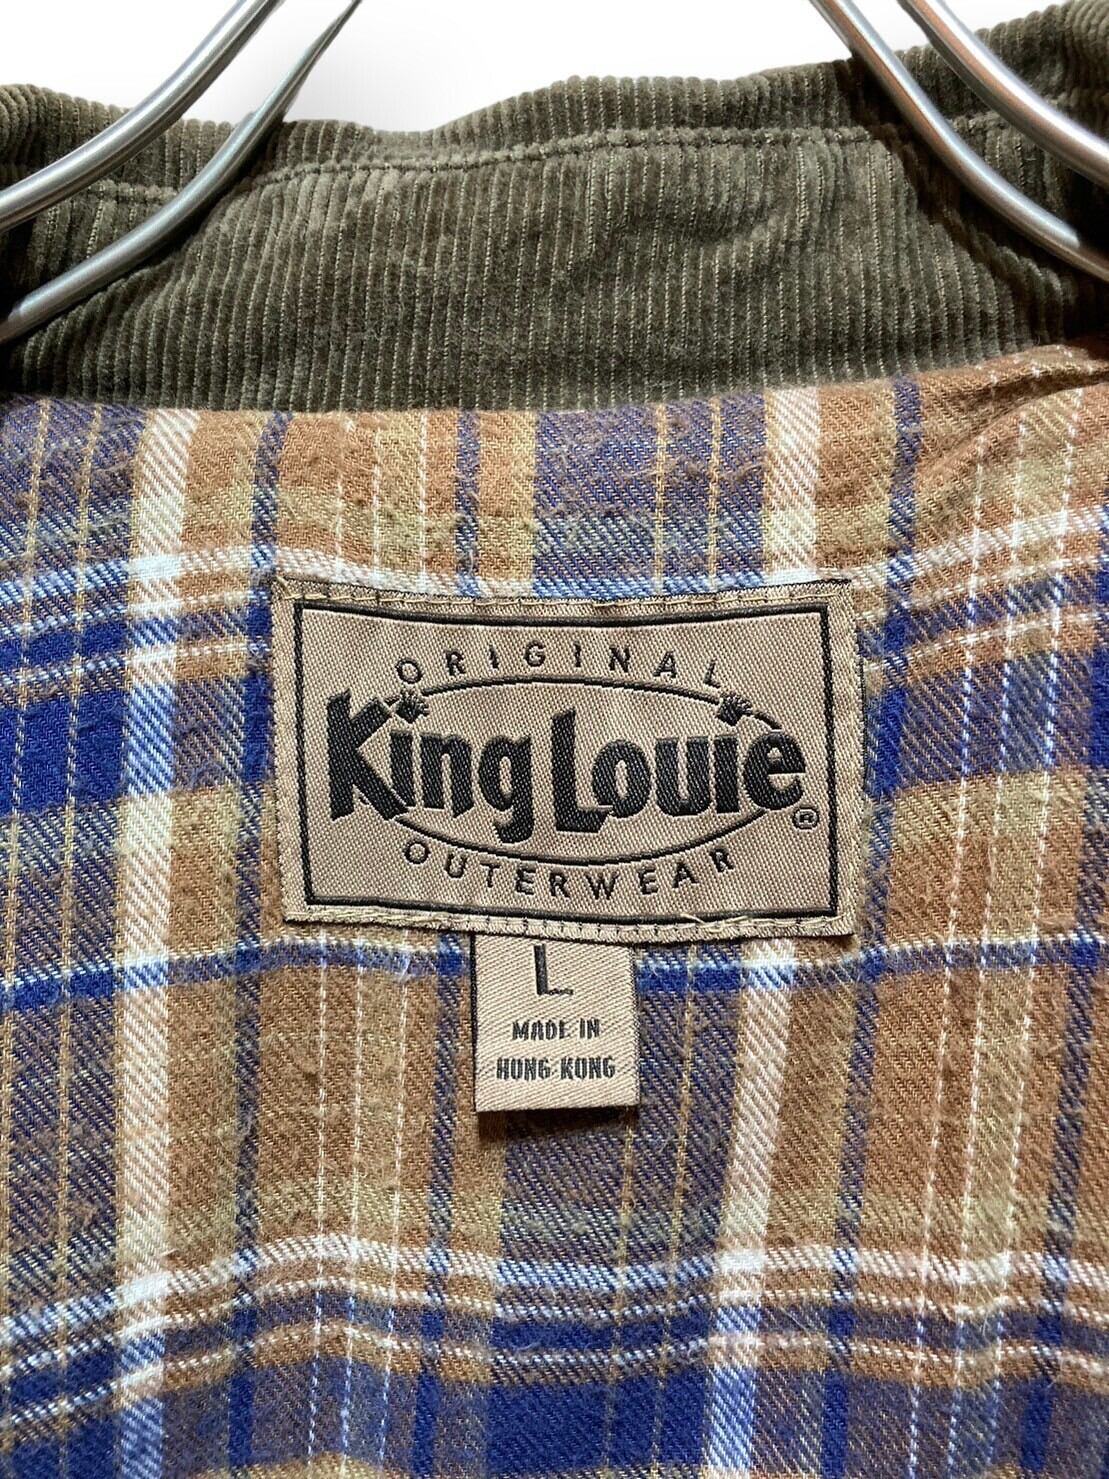 ORIGINAL
King Louie®
OUTERWEAR
L
MADE IN
HONG KONG